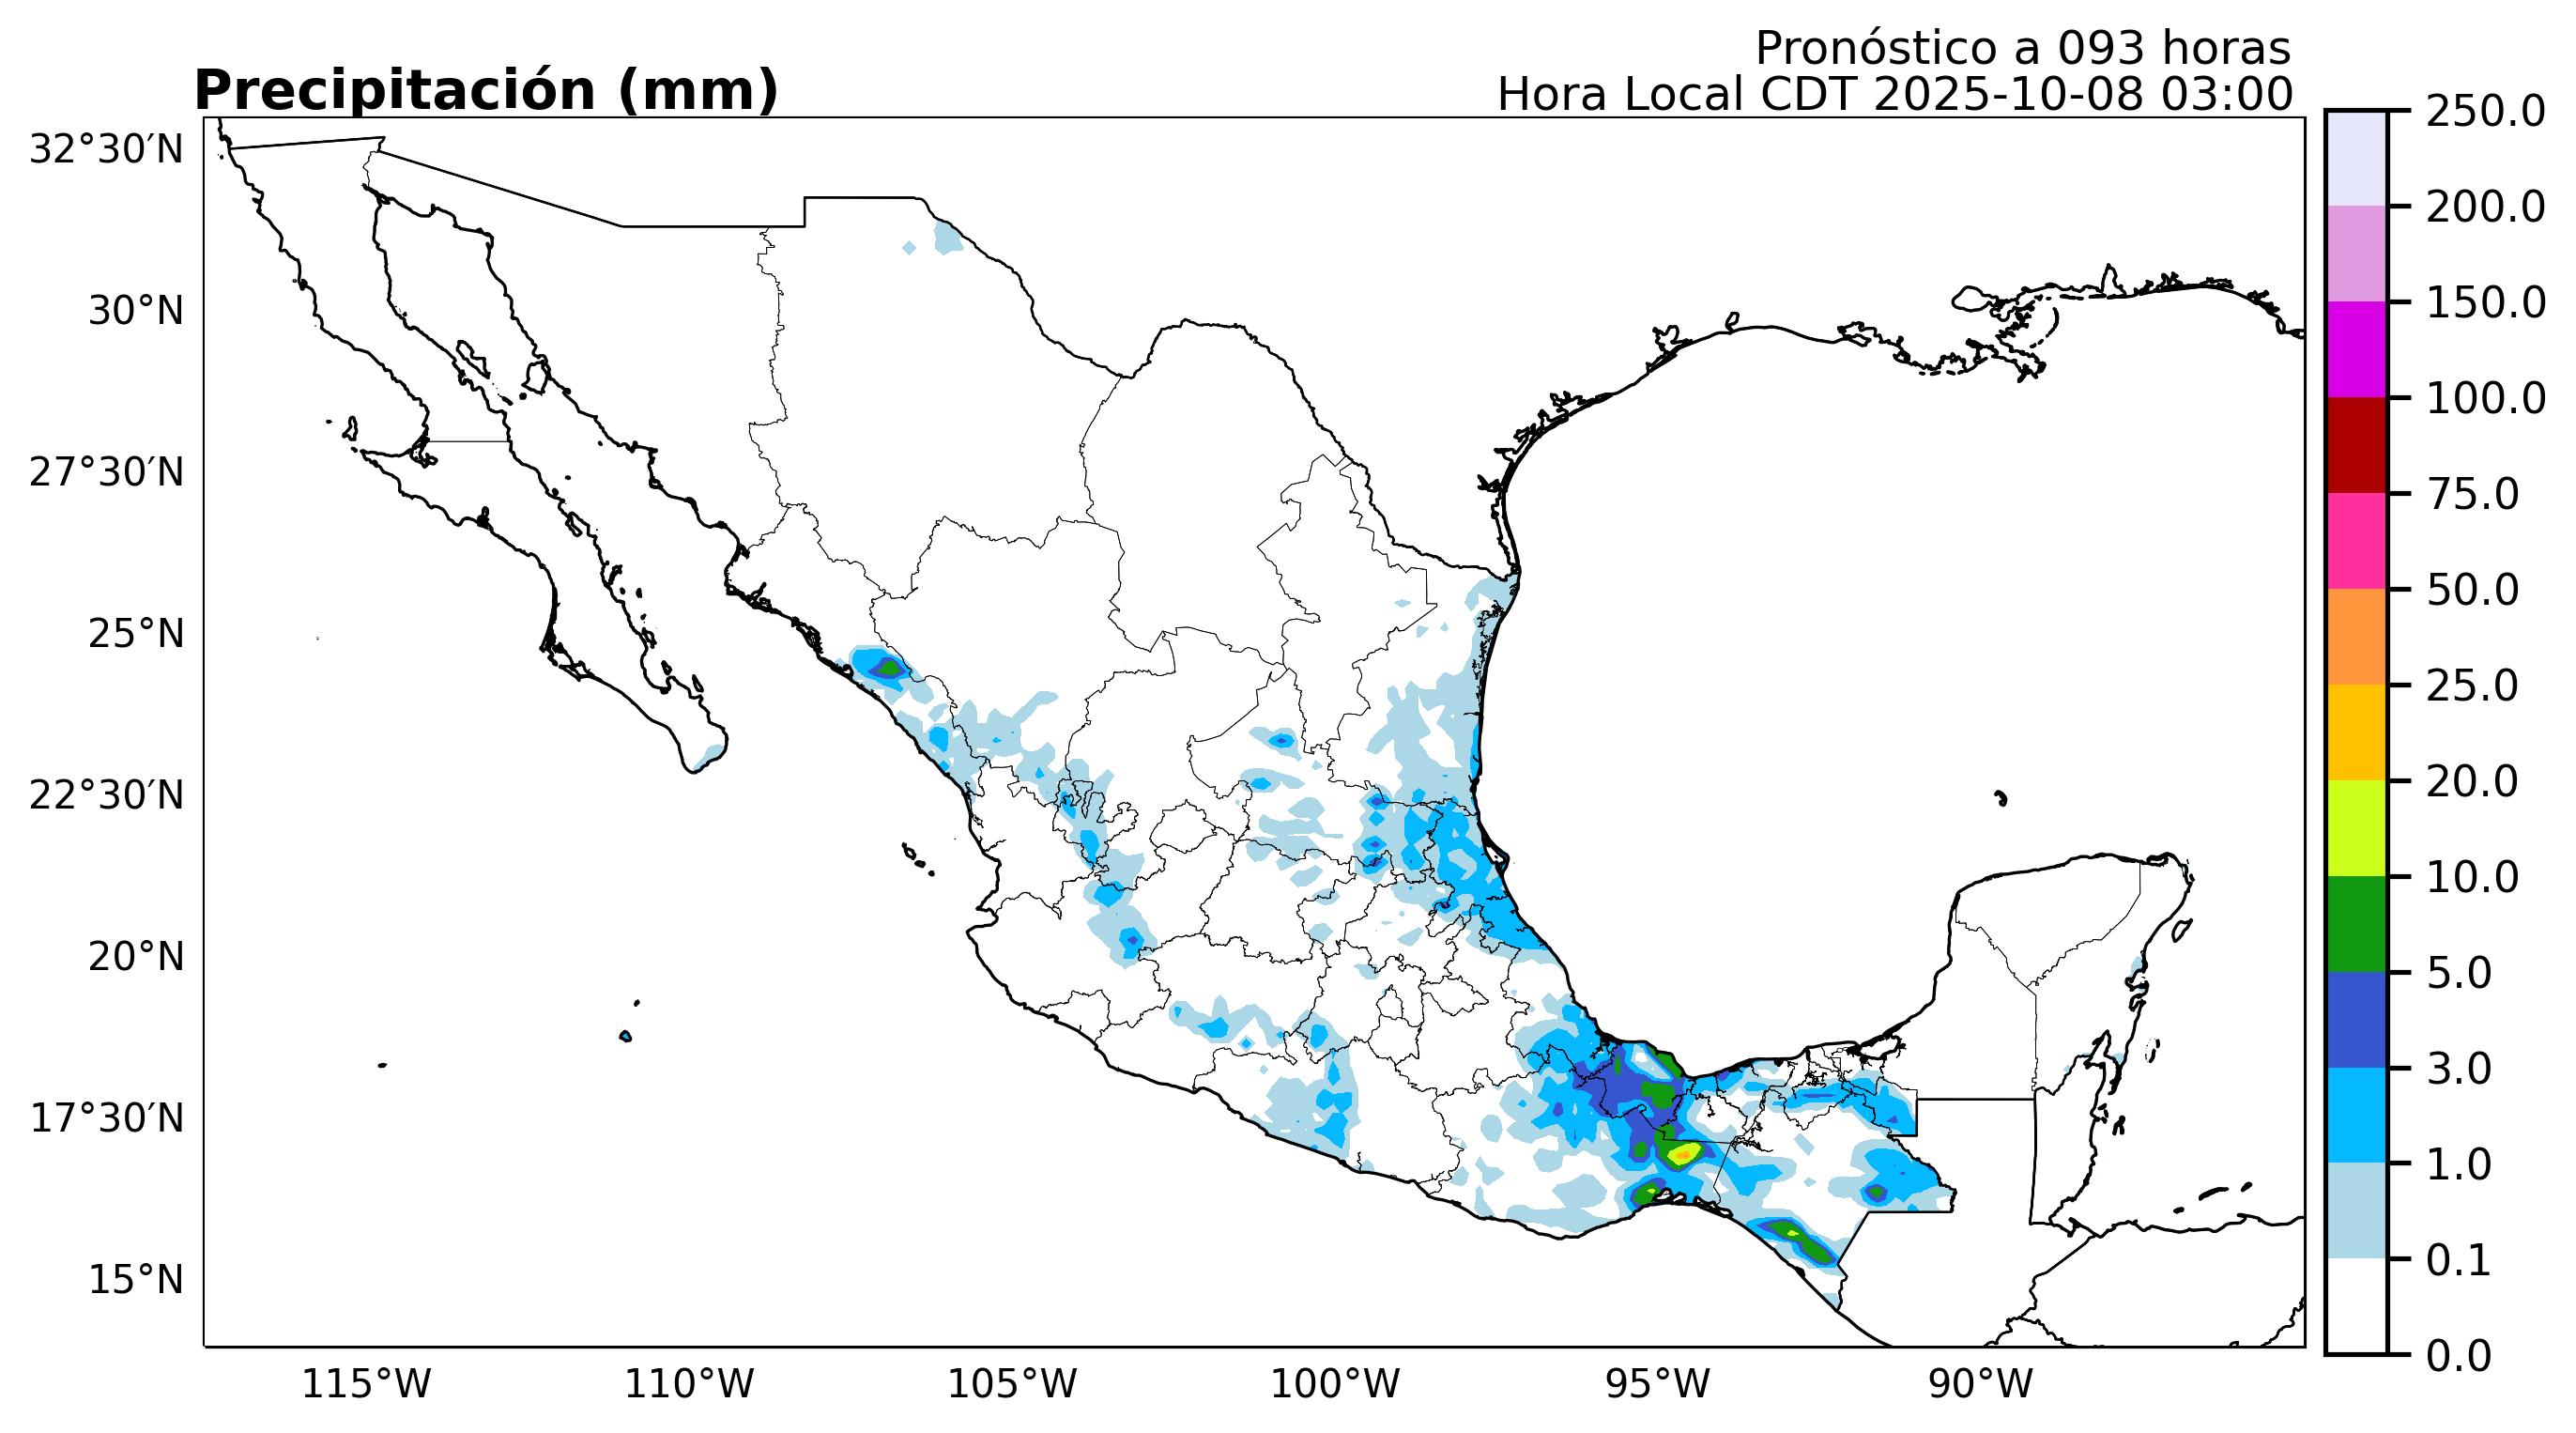 Pronóstico a 093 horas
Precipitación (mm)
Hora Local CDT 2025-10-08 03:00
32°30′N
30°N
27°30′N
25°N
22°30′N
20°N
17°30′N
15°N
115°W
110°W
105°W
100°W
95°W
90°W
250.0
200.0
150.0
100.0
75.0
50.0
25.0
20.0
10.0
5.0
3.0
1.0
0.1
0.0